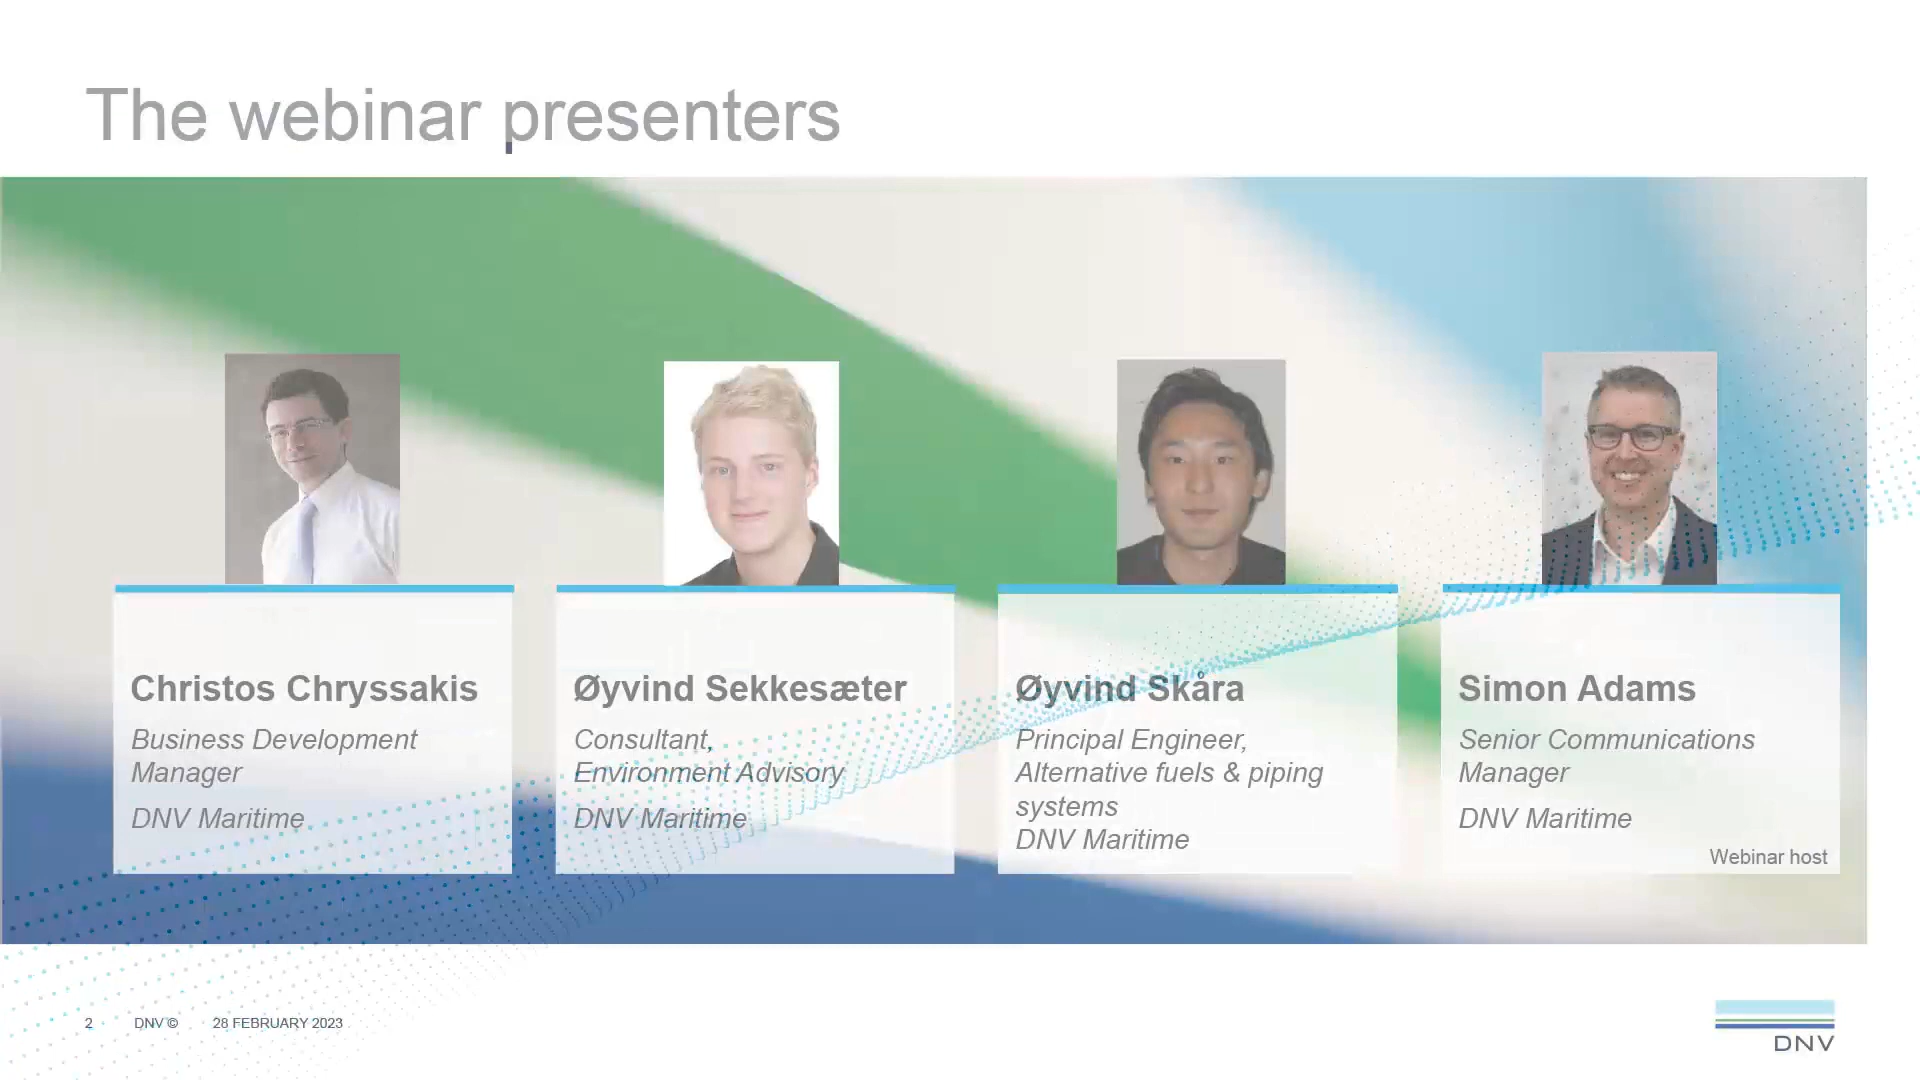 The webinar presenters
Christos Chryssakis
Business Development
Manager
DNV Maritime
Øyvind Sekkesæter
Consultant,
Environment Advisory
DNV Maritime
Øyvind Skåra
Principal Engineer,
Alternative fuels & piping
systems
DNV Maritime
Simon Adams
Senior Communications
Manager
DNV Maritime
Webinar host
2 DNV © 28 FEBRUARY 2023
DNV